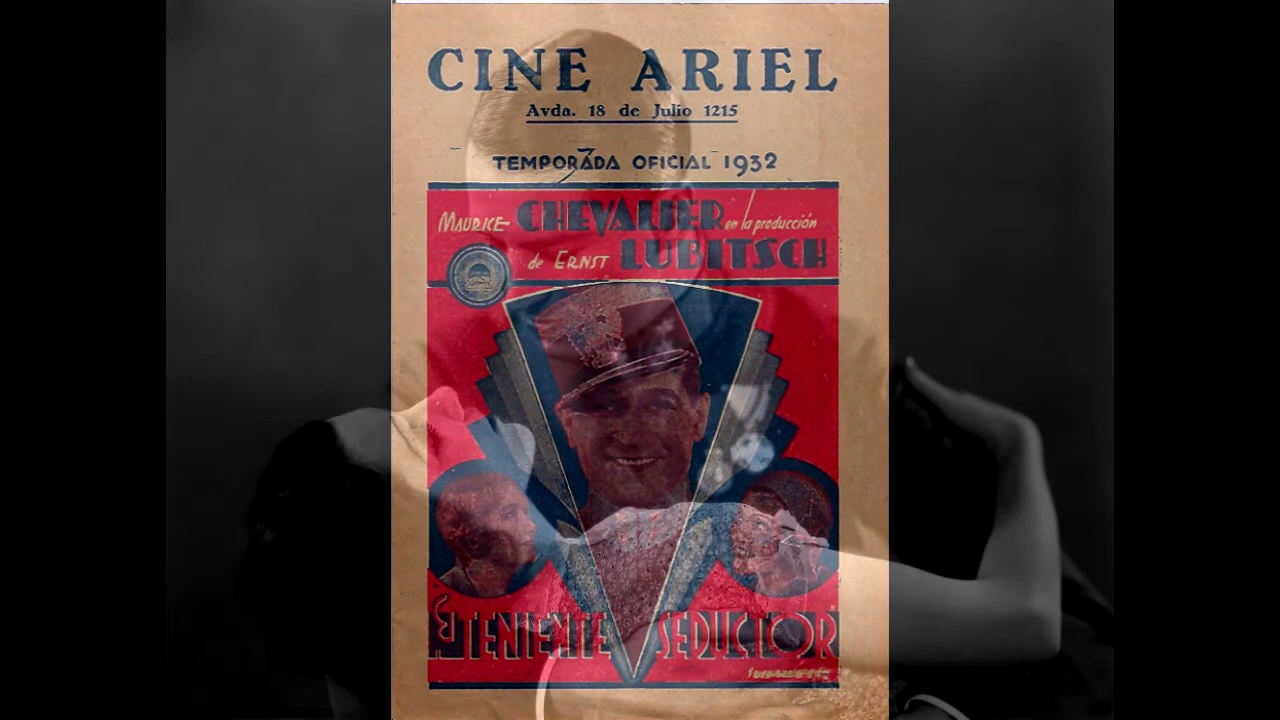 CINE ARIEL
Avda. 18 de Julio 1215
TEMPORADA OFICIAL 1932
MAURICE CHEVALIER en la producción
de ERNST LUBITSCH
EL TENIENTE SEDUCTOR